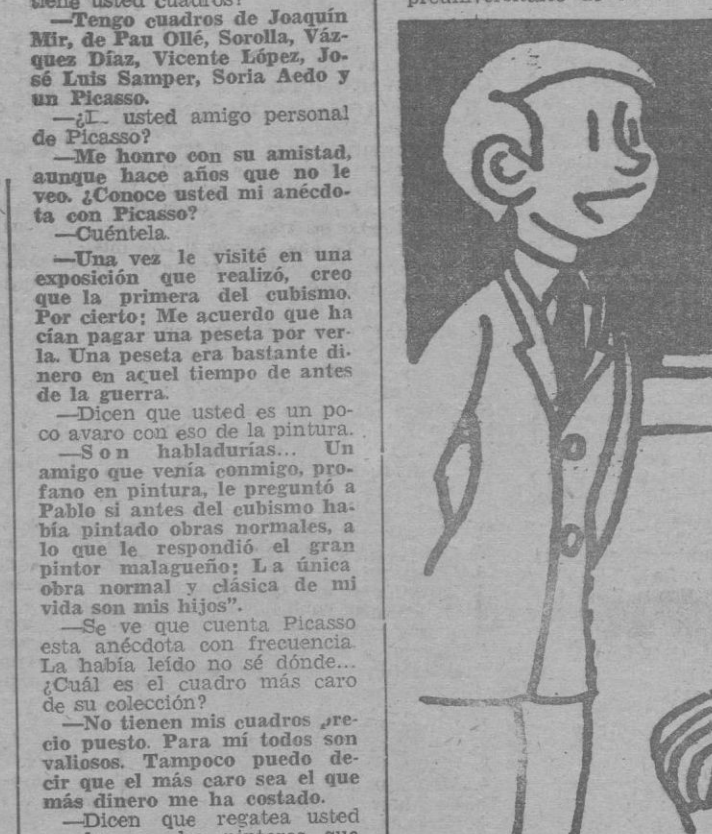 tiene usted cuadros?
—Tengo cuadros de Joaquín
Mir, de Pau Ollé, Sorolla, Váz-
quez Díaz, Vicente López, Jo-
sé Luis Samper, Soria Aedo y
un Picasso.
usted amigo personal
de Picasso?
—Me honro con su amistad,
aunque hace años que no le
veo. ¿Conoce usted mi anécdo-
ta con Picasso?
—Cuéntela.
—Una vez le visité en una
exposición que realizó, creo
que la primera del cubismo.
Por cierto: Me acuerdo que ha
cían pagar una peseta por ver-
la. Una peseta era bastante di-
nero en aquel tiempo de antes
de la guerra.
—Dicen que usted es un po-
co avaro con eso de la pintura.
—Son habladurías... Un
amigo que venía conmigo, pro-
fano en pintura, le preguntó a
Pablo si antes del cubismo ha-
bía pintado obras normales, a
lo que le respondió el gran
pintor malagueño: La única
obra normal y clásica de mi
vida son mis hijos”.
—Se ve que cuenta Picasso
esta anécdota con frecuencia.
La había leído no sé dónde...
¿Cuál es el cuadro más caro
de su colección?
—No tienen mis cuadros pre-
cio puesto. Para mí todos son
valiosos. Tampoco puedo de-
cir que el más caro sea el que
más dinero me ha costado.
—Dicen que regatea usted